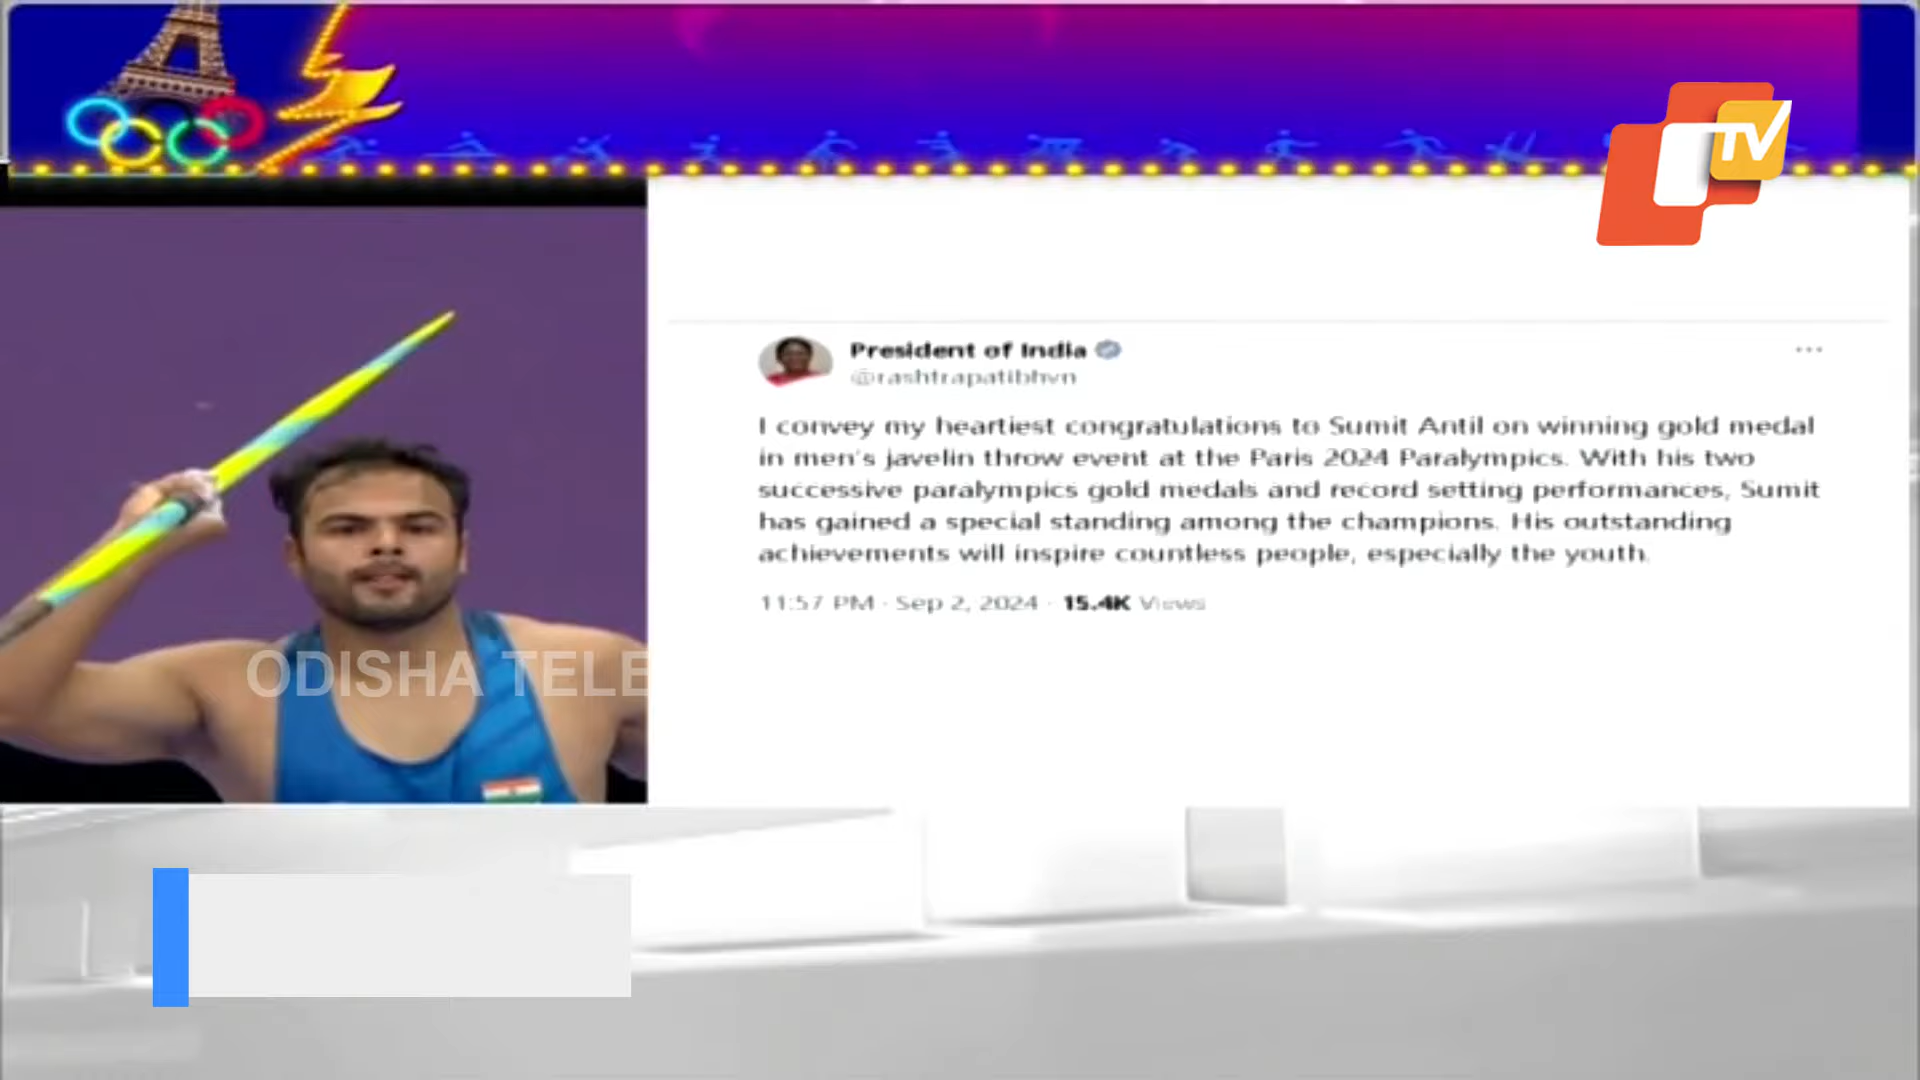 TV
President of India
@rashtrapatibhvn
I convey my heartiest congratulations to Sumit Antil on winning gold medal
in men's javelin throw event at the Paris 2024 Paralympics. With his two
successive paralympics gold medals and record setting performances, Sumit
has gained a special standing among the champions. His outstanding
achievements will inspire countless people, especially the youth.
11:57 PM · Sep 2, 2024 · 15.4K Views
ODISHA TELE